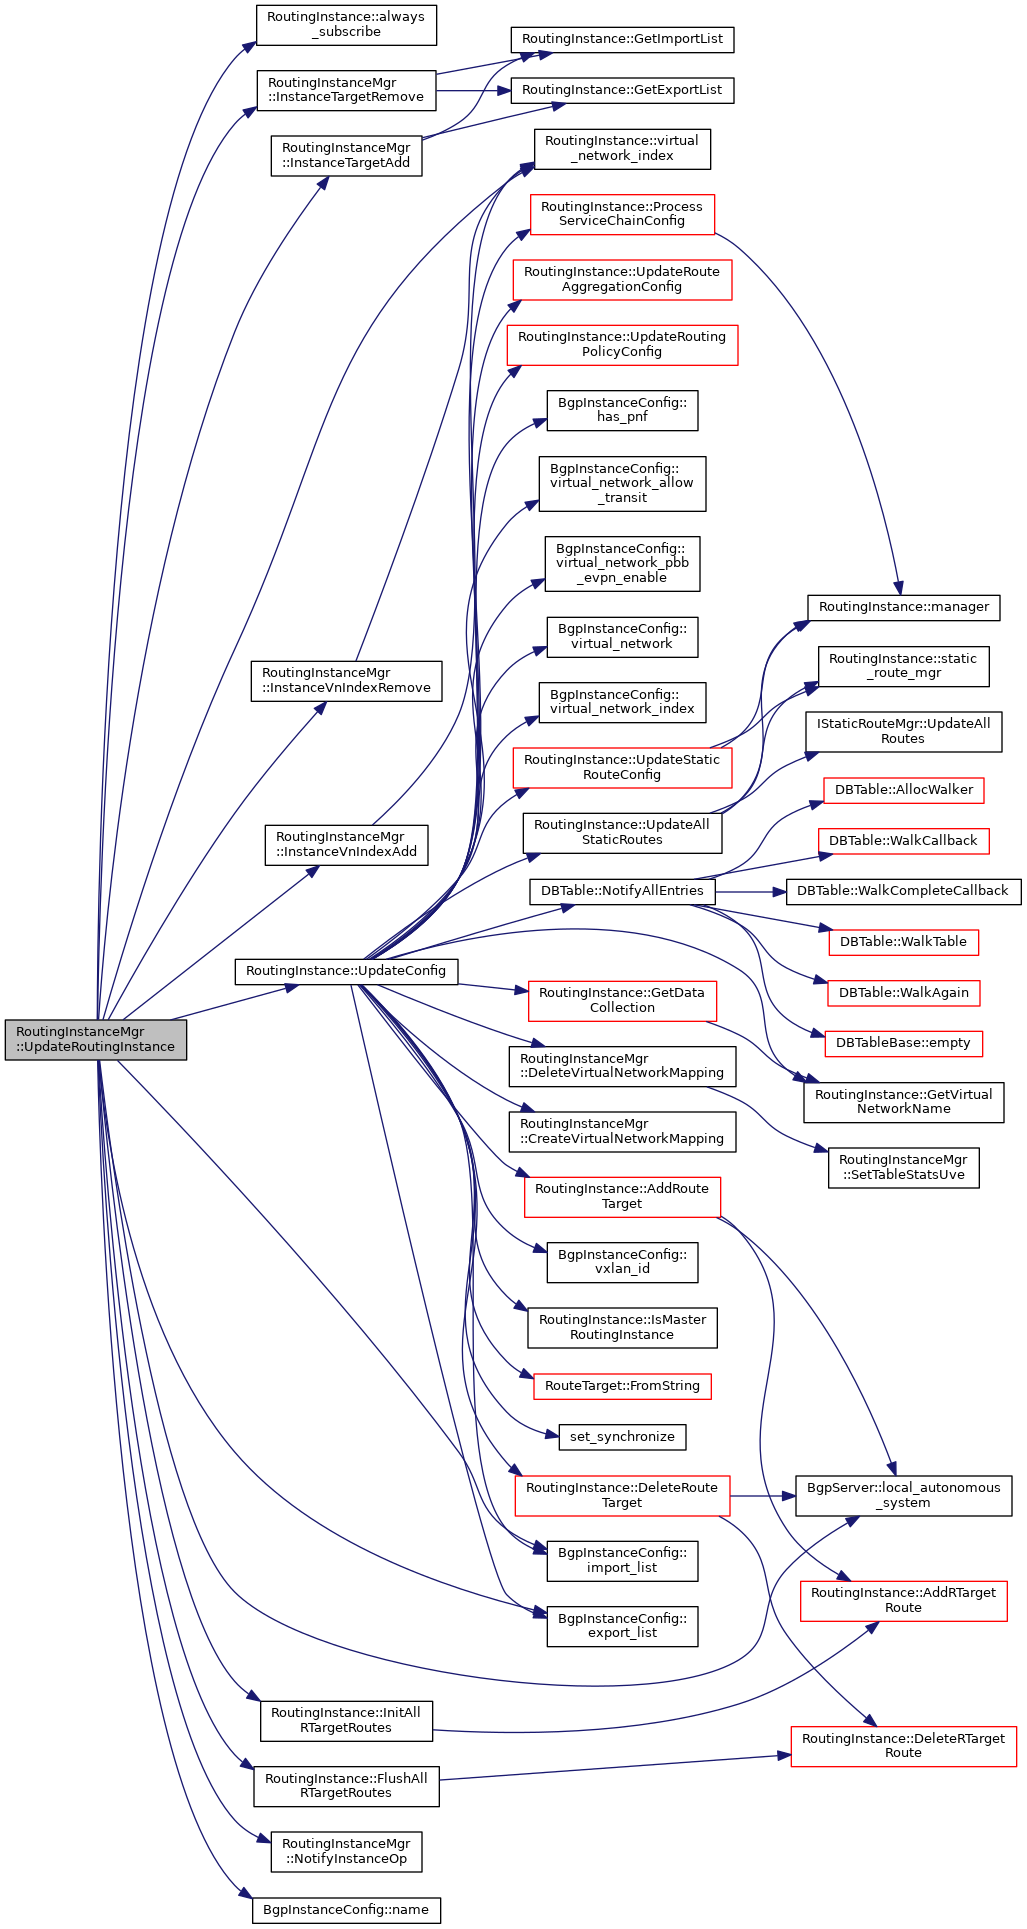 RoutingInstance::always
_subscribe
RoutingInstance::GetImportList
RoutingInstanceMgr
::InstanceTargetRemove
RoutingInstance::GetExportList
RoutingInstanceMgr
::InstanceTargetAdd
RoutingInstance::virtual
_network_index
RoutingInstance::Process
ServiceChainConfig
RoutingInstance::UpdateRoute
AggregationConfig
RoutingInstance::UpdateRouting
PolicyConfig
BgpInstanceConfig::
has_pnf
BgpInstanceConfig::
virtual_network_allow
_transit
BgpInstanceConfig::
virtual_network_pbb
_evpn_enable
RoutingInstance::manager
BgpInstanceConfig::
virtual_network
RoutingInstance::static
_route_mgr
RoutingInstanceMgr
::InstanceVnIndexRemove
BgpInstanceConfig::
virtual_network_index
IStaticRouteMgr::UpdateAll
Routes
RoutingInstance::UpdateStatic
RouteConfig
DBTable::AllocWalker
RoutingInstance::UpdateAll
StaticRoutes
DBTable::WalkCallback
RoutingInstanceMgr
::InstanceVnIndexAdd
DBTable::NotifyAllEntries
DBTable::WalkCompleteCallback
DBTable::WalkTable
RoutingInstance::UpdateConfig
DBTable::WalkAgain
RoutingInstance::GetData
Collection
RoutingInstanceMgr
::UpdateRoutingInstance
DBTableBase::empty
RoutingInstanceMgr
::DeleteVirtualNetworkMapping
RoutingInstance::GetVirtual
NetworkName
RoutingInstanceMgr
::CreateVirtualNetworkMapping
RoutingInstanceMgr
::SetTableStatsUve
RoutingInstance::AddRoute
Target
BgpInstanceConfig::
vxlan_id
RoutingInstance::IsMaster
RoutingInstance
RouteTarget::FromString
set_synchronize
RoutingInstance::DeleteRoute
Target
BgpServer::local_autonomous
_system
BgpInstanceConfig::
import_list
RoutingInstance::AddRTarget
Route
BgpInstanceConfig::
export_list
RoutingInstance::InitAll
RTargetRoutes
RoutingInstance::DeleteRTarget
Route
RoutingInstance::FlushAll
RTargetRoutes
RoutingInstanceMgr
::NotifyInstanceOp
BgpInstanceConfig::name